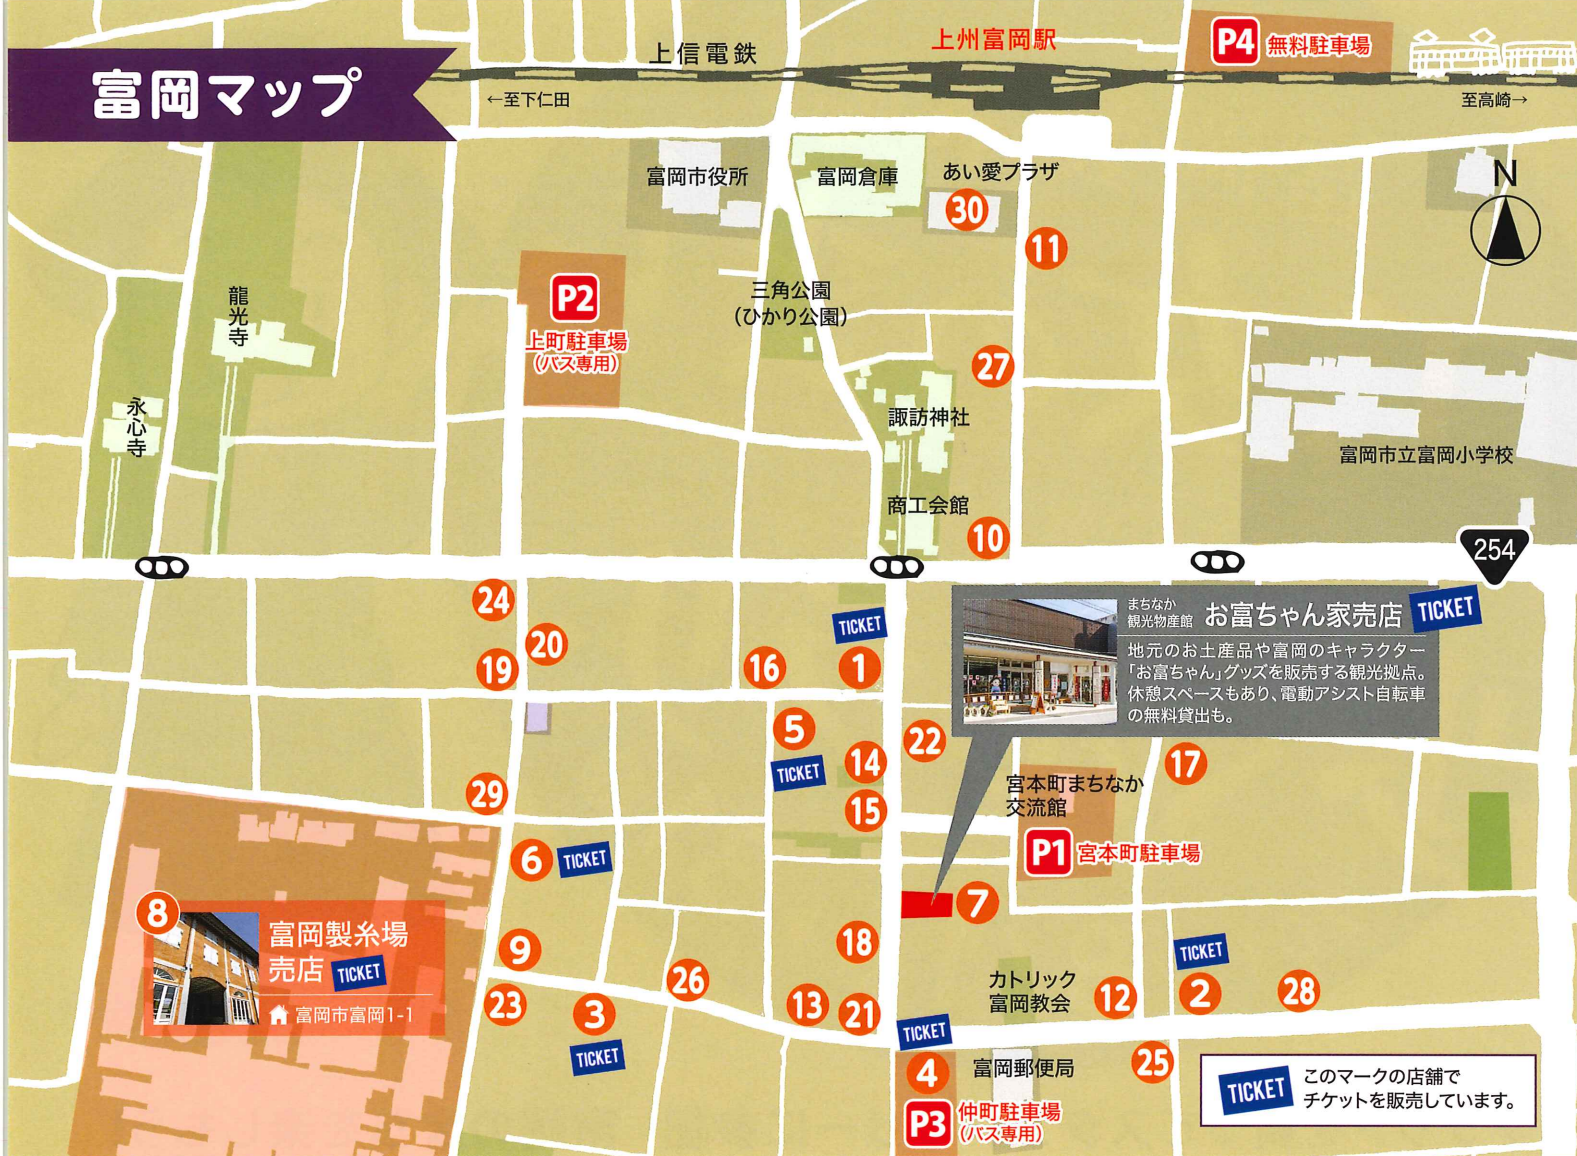 富岡マップ
上信電鉄
上州富岡駅
P4 無料駐車場
←至下仁田
至高崎→
富岡市役所
富岡倉庫
あい愛プラザ
30
11
N
P2
上町駐車場
(バス専用)
三角公園
(ひかり公園)
龍光寺
永心寺
27
諏訪神社
商工会館
10
富岡市立富岡小学校
254
24
20
19
16
TICKET
1
まちなか
観光物産館 お富ちゃん家売店 TICKET
地元のお土産品や富岡のキャラクター
「お富ちゃん」グッズを販売する観光拠点。
休憩スペースもあり、電動アシスト自転車
の無料貸出も。
5
TICKET
14
22
15
17
宮本町まちなか
交流館
P1 宮本町駐車場
29
6 TICKET
7
8
富岡製糸場
売店 TICKET
富岡市富岡1-1
9
23
3
TICKET
26
18
13
21
カトリック
富岡教会
12
TICKET
2
28
TICKET
4
富岡郵便局
25
P3 仲町駐車場
(バス専用)
TICKET このマークの店舗で
チケットを販売しています。